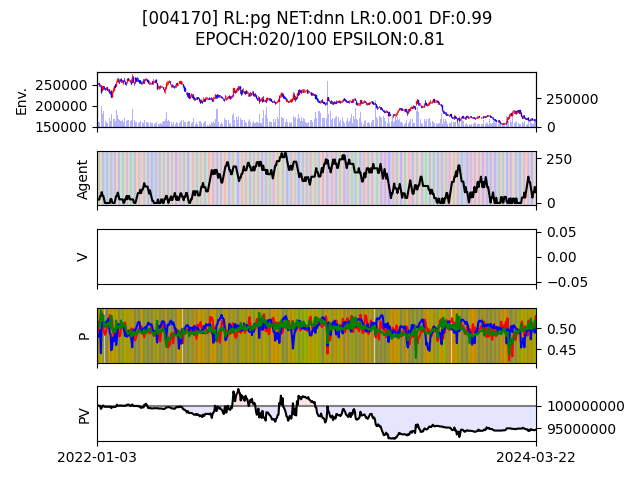 [004170] RL:pg NET:dnn LR:0.001 DF:0.99
EPOCH:020/100 EPSILON:0.81
Env.
250000
200000
150000
250000
0
Agent
250
0
V
0.05
0.00
−0.05
P
0.50
0.45
PV
100000000
95000000
2022-01-03
2024-03-22